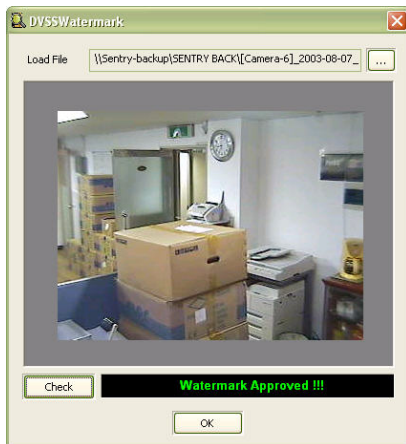 DVSSWatermark
Load File
\\Sentry-backup\SENTRY BACK\[Camera-6]_2003-08-07_
...
Check
Watermark Approved !!!
OK